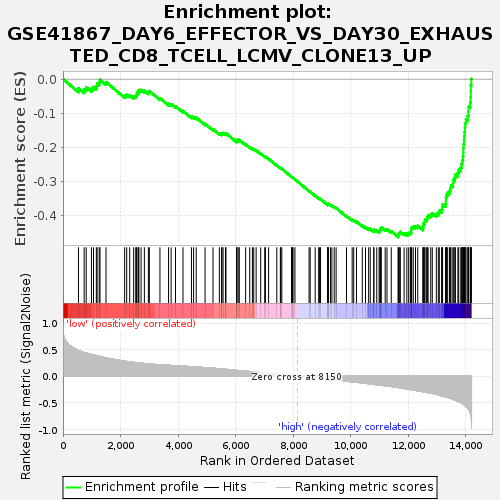 Enrichment plot:
GSE41867_DAY6_EFFECTOR_VS_DAY30_EXHAUS
TED_CD8_TCELL_LCMV_CLONE13_UP
Enrichment score (ES)
0.0
-0.1
-0.2
-0.3
-0.4
'low' (positively correlated)
Ranked list metric (Signal2Noise)
1.0
0.5
0.0
-0.5
-1.0
Zero cross at 8150
'high' (negatively correlated)
0
2,000
4,000
6,000
8,000
10,000
12,000
14,000
Rank in Ordered Dataset
Enrichment profile
Hits
Ranking metric scores